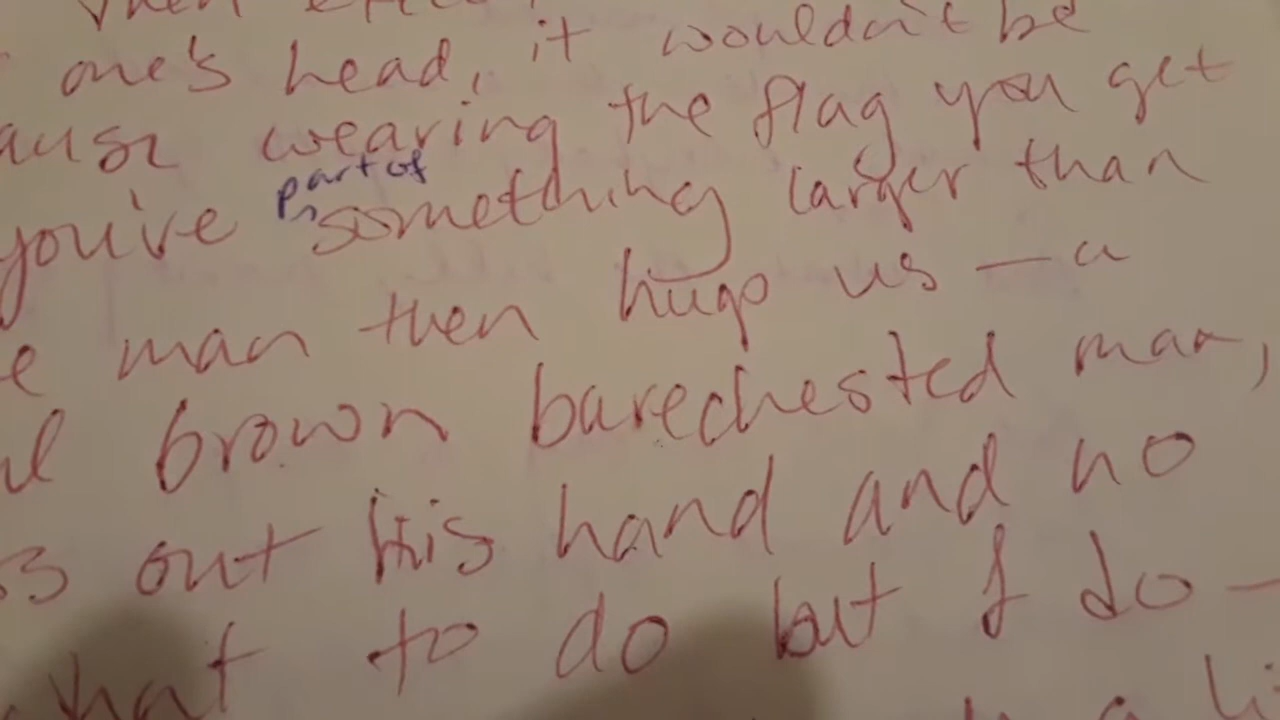 one's head, it wouldn't be
wearing the flag you get
you've part of something larger than
man then hugs us — a
brown barechested man,
out his hand and no
to do but I do —